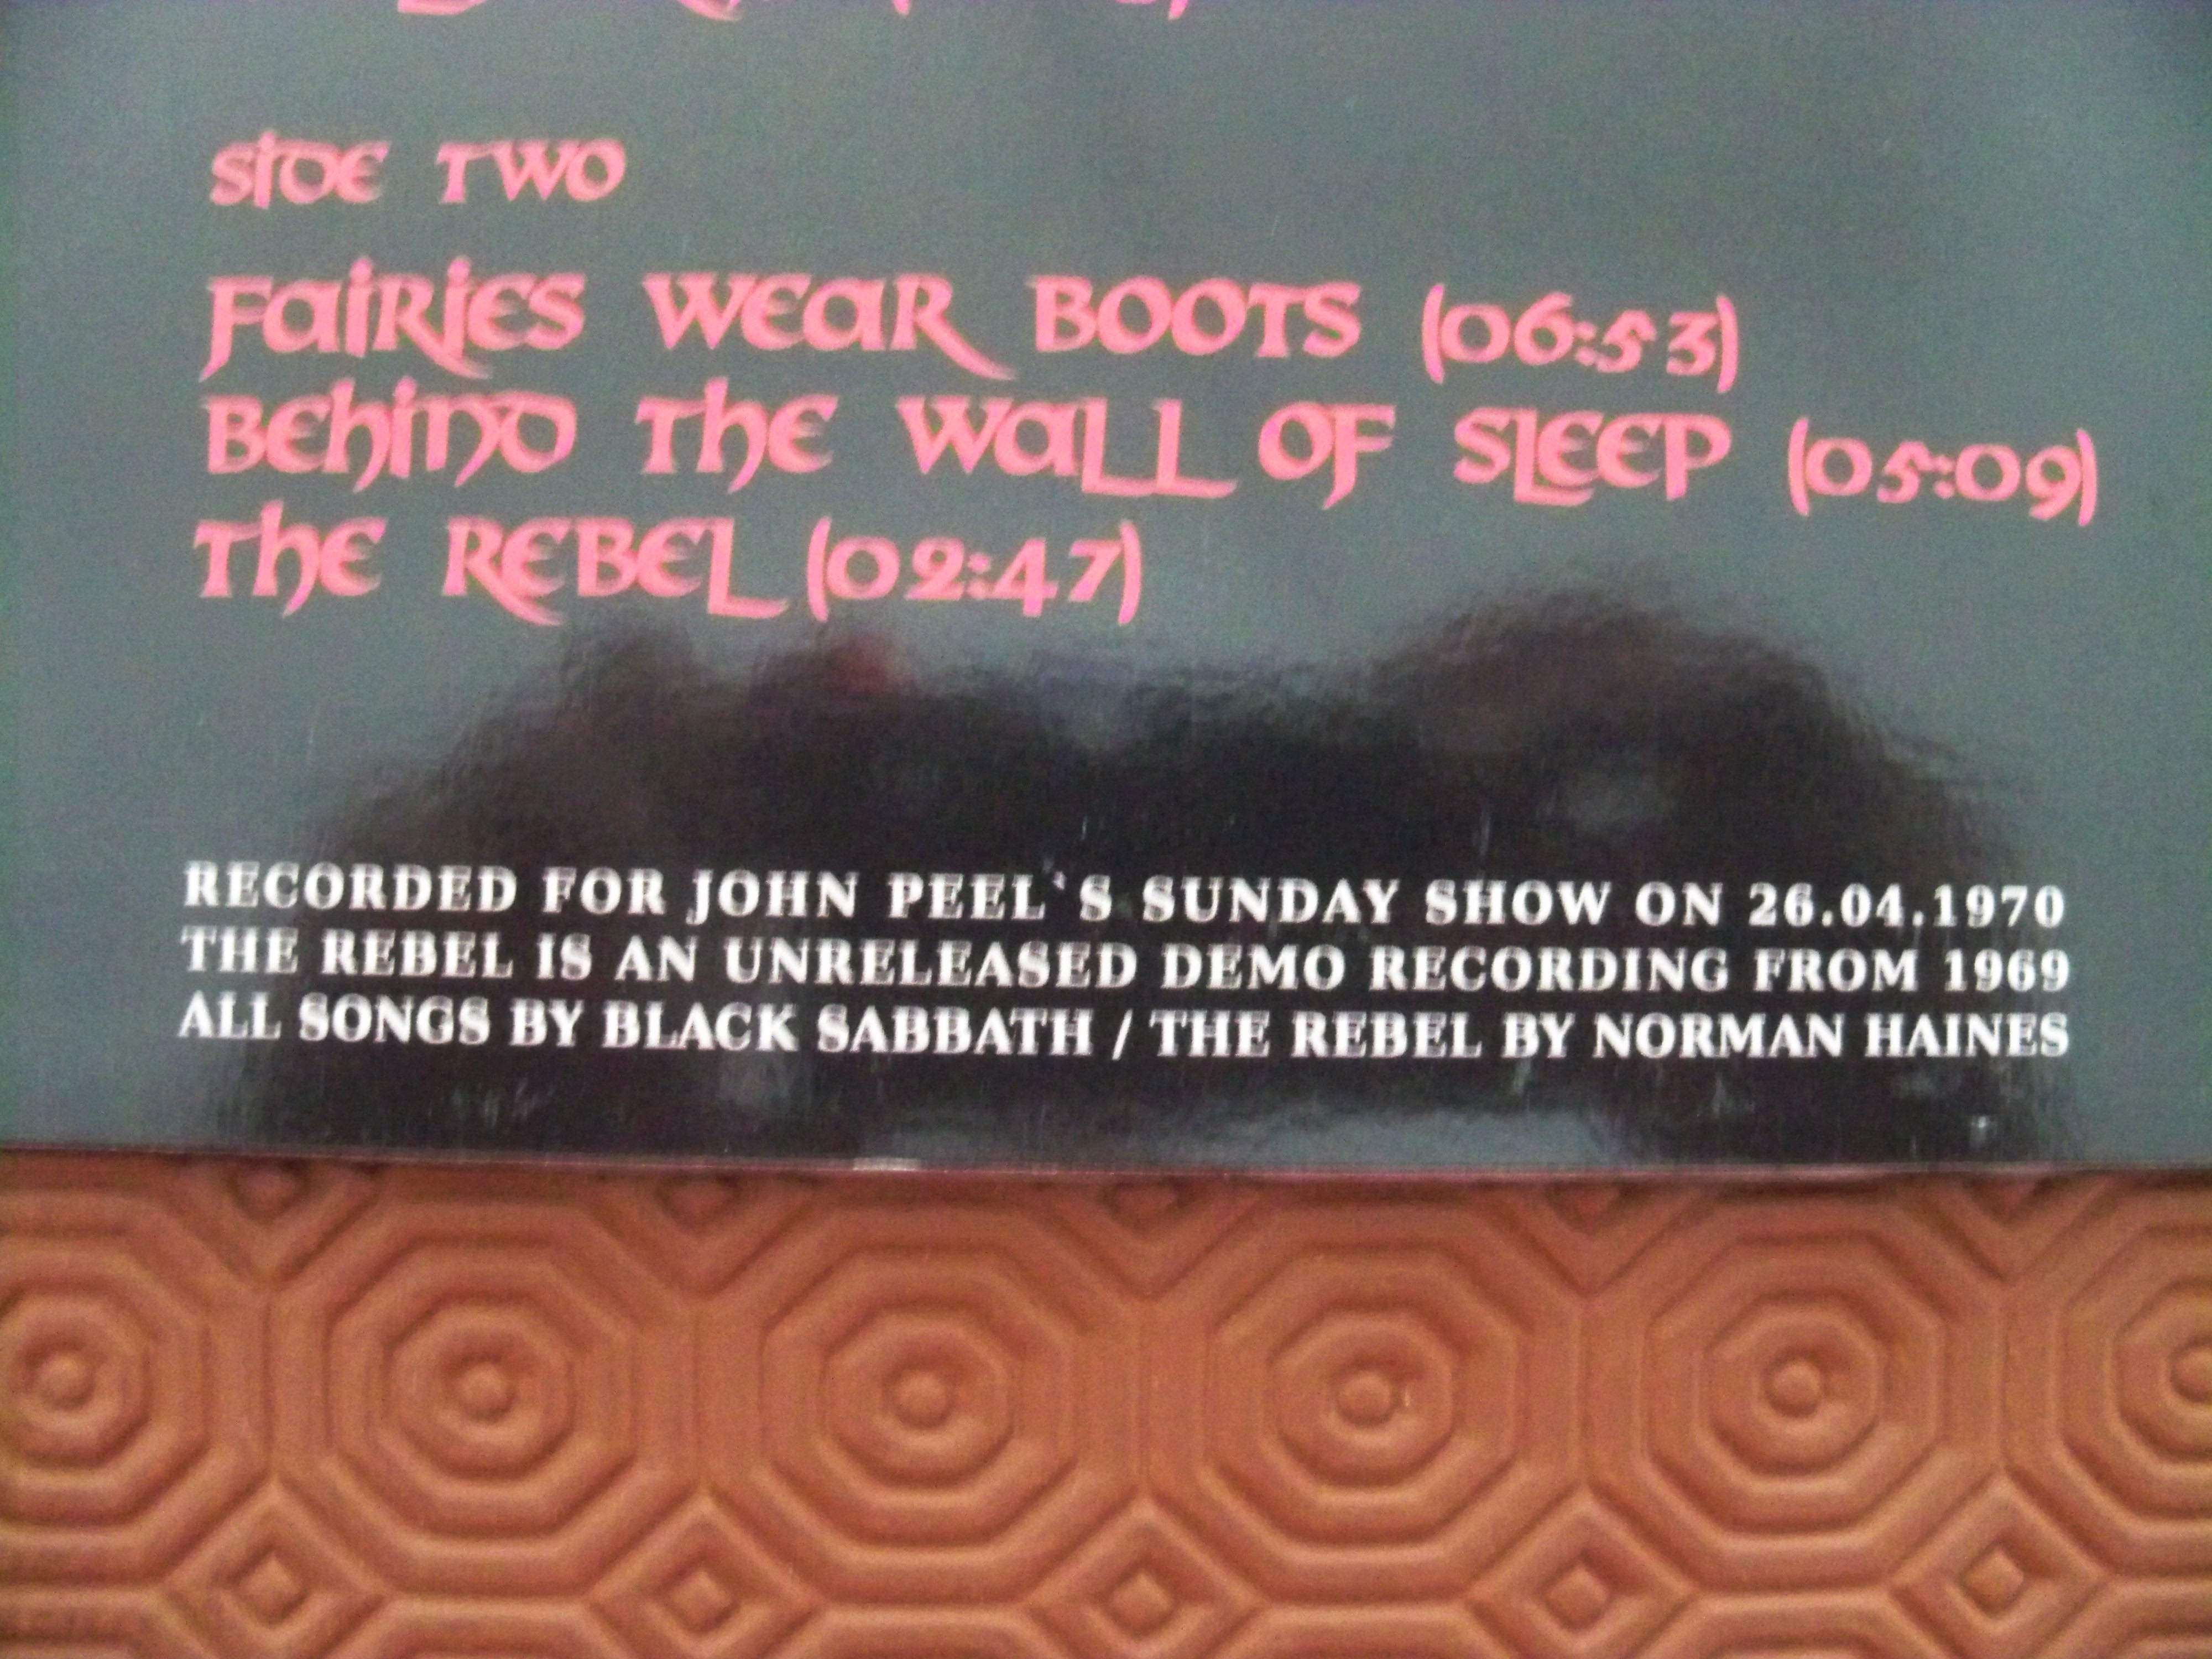 SIDE TWO
FAIRIES WEAR BOOTS (06:53)
BEHIND THE WALL OF SLEEP (05:09)
THE REBEL (02:47)
RECORDED FOR JOHN PEEL`S SUNDAY SHOW ON 26.04.1970
THE REBEL IS AN UNRELEASED DEMO RECORDING FROM 1969
ALL SONGS BY BLACK SABBATH / THE REBEL BY NORMAN HAINES